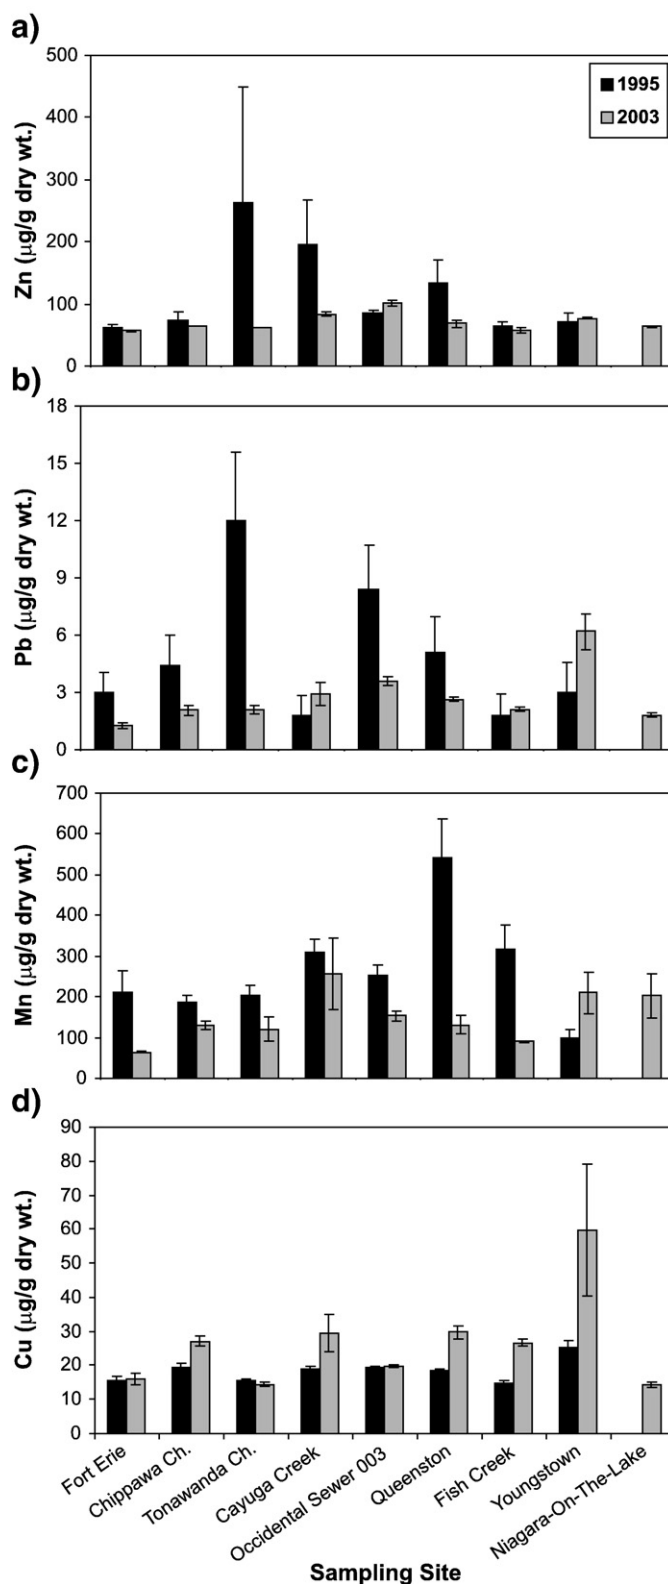 a)
500
400
300
200
100
0
Zn (µg/g dry wt.)
1995
2003
b)
18
15
12
9
6
3
0
Pb (µg/g dry wt.)
c)
700
600
500
400
300
200
100
0
Mn (µg/g dry wt.)
d)
90
80
70
60
50
40
30
20
10
0
Cu (µg/g dry wt.)
Fort Erie
Chippawa Ch.
Tonawanda Ch.
Cayuga Creek
Occidental Sewer 003
Queenston
Fish Creek
Youngstown
Niagara-On-The-Lake
Sampling Site